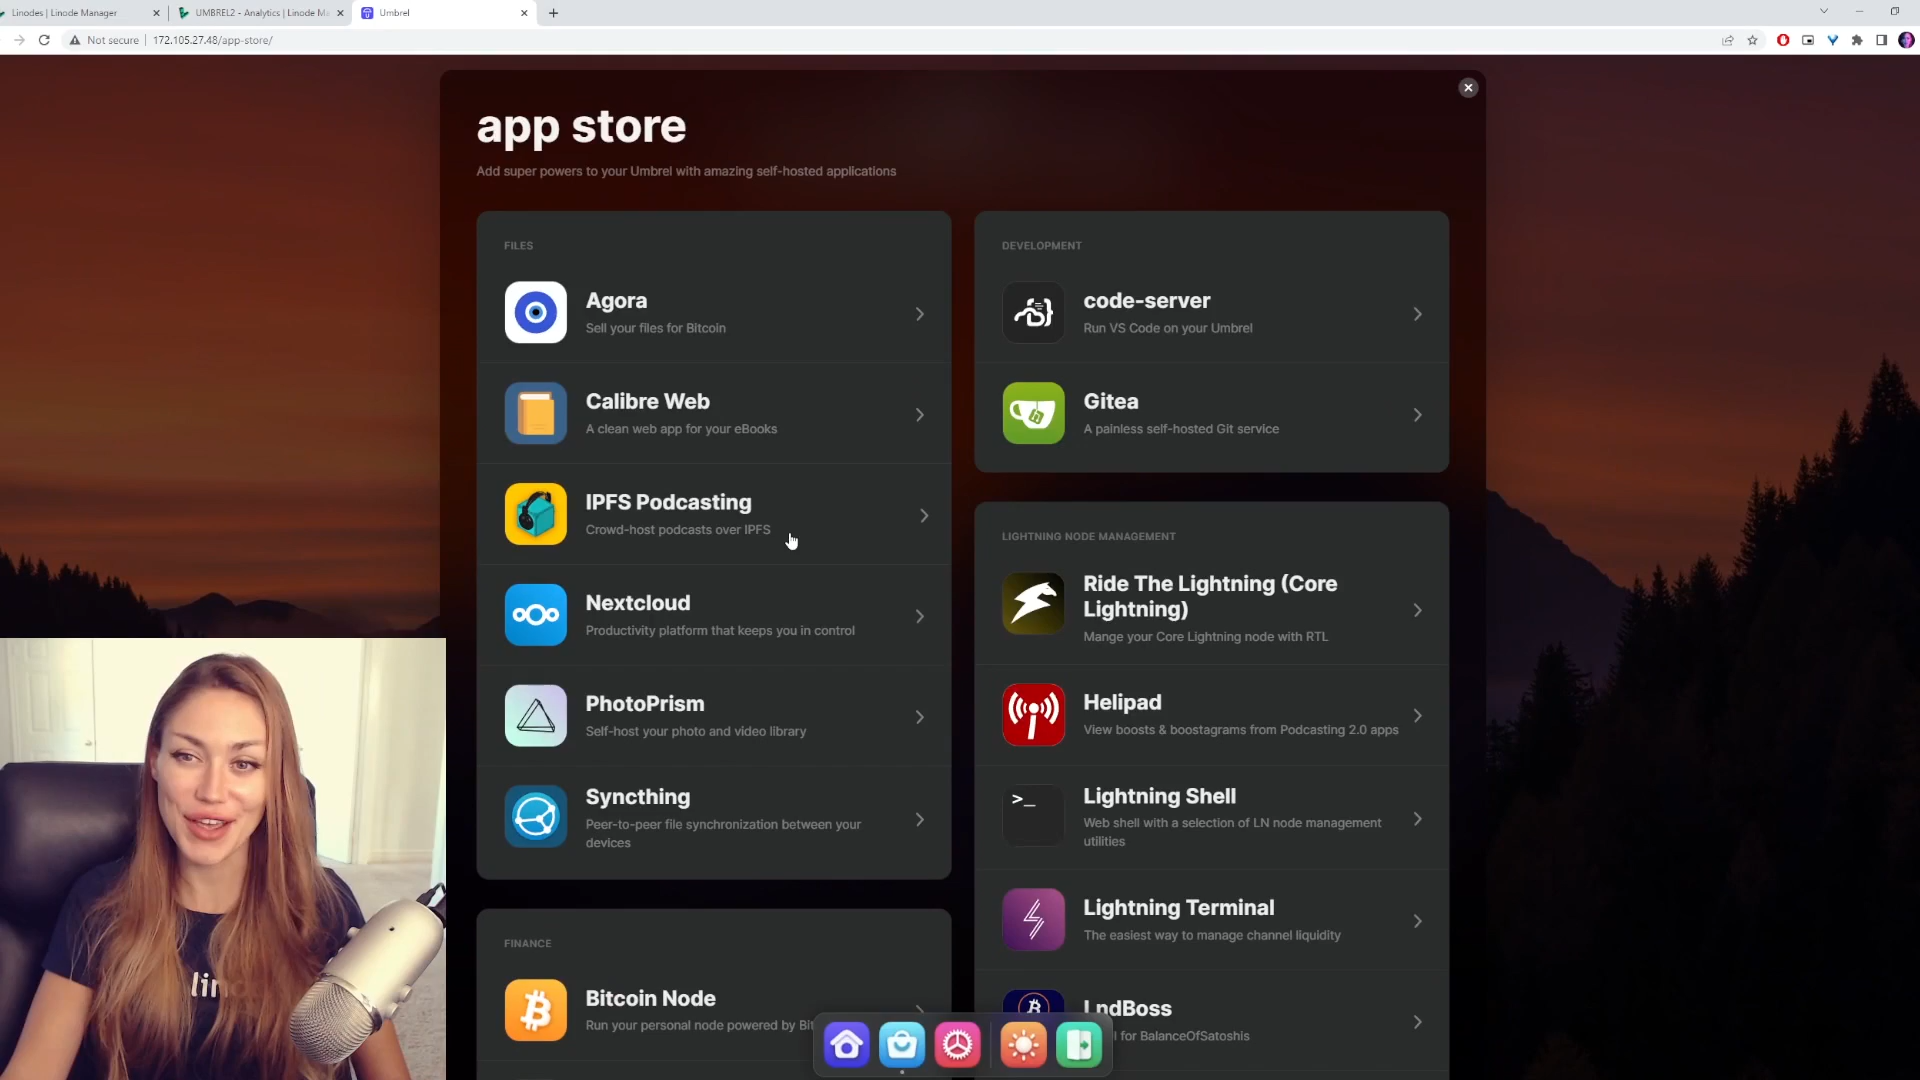 Linodes | Linode Manager
UMBREL2 - Analytics | Linode Ma
Umbrel
Not secure
172.105.27.48/app-store/
app store
Add super powers to your Umbrel with amazing self-hosted applications
FILES
Agora
Sell your files for Bitcoin
Calibre Web
A clean web app for your eBooks
IPFS Podcasting
Crowd-host podcasts over IPFS
Nextcloud
Productivity platform that keeps you in control
PhotoPrism
Self-host your photo and video library
Syncthing
Peer-to-peer file synchronization between your
devices
FINANCE
Bitcoin Node
Run your personal node powered by Bit
DEVELOPMENT
code-server
Run VS Code on your Umbrel
Gitea
A painless self-hosted Git service
LIGHTNING NODE MANAGEMENT
Ride The Lightning (Core
Lightning)
Mange your Core Lightning node with RTL
Helipad
View boosts & boostagrams from Podcasting 2.0 apps
>_
Lightning Shell
Web shell with a selection of LN node management
utilities
Lightning Terminal
The easiest way to manage channel liquidity
LndBoss
l for BalanceOfSatoshis
lin